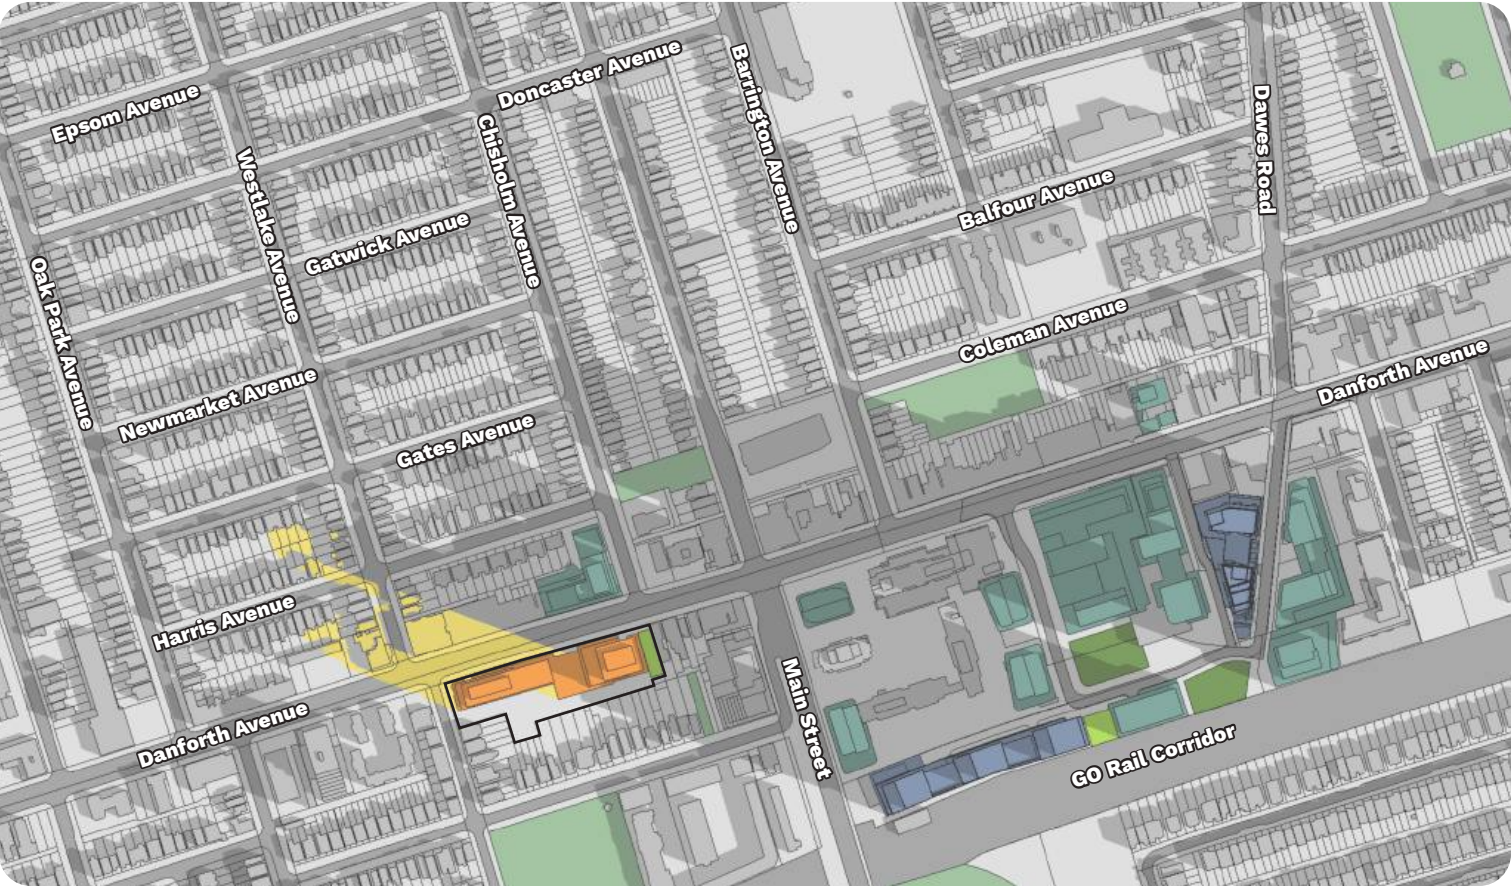 Doncaster Avenue
Epsom Avenue
Barrington Avenue
Dawes Road
Chisholm Avenue
Westlake Avenue
Balfour Avenue
Gatwick Avenue
Oak Park Avenue
Coleman Avenue
Danforth Avenue
Newmarket Avenue
Gates Avenue
Harris Avenue
Main Street
Danforth Avenue
GO Rail Corridor